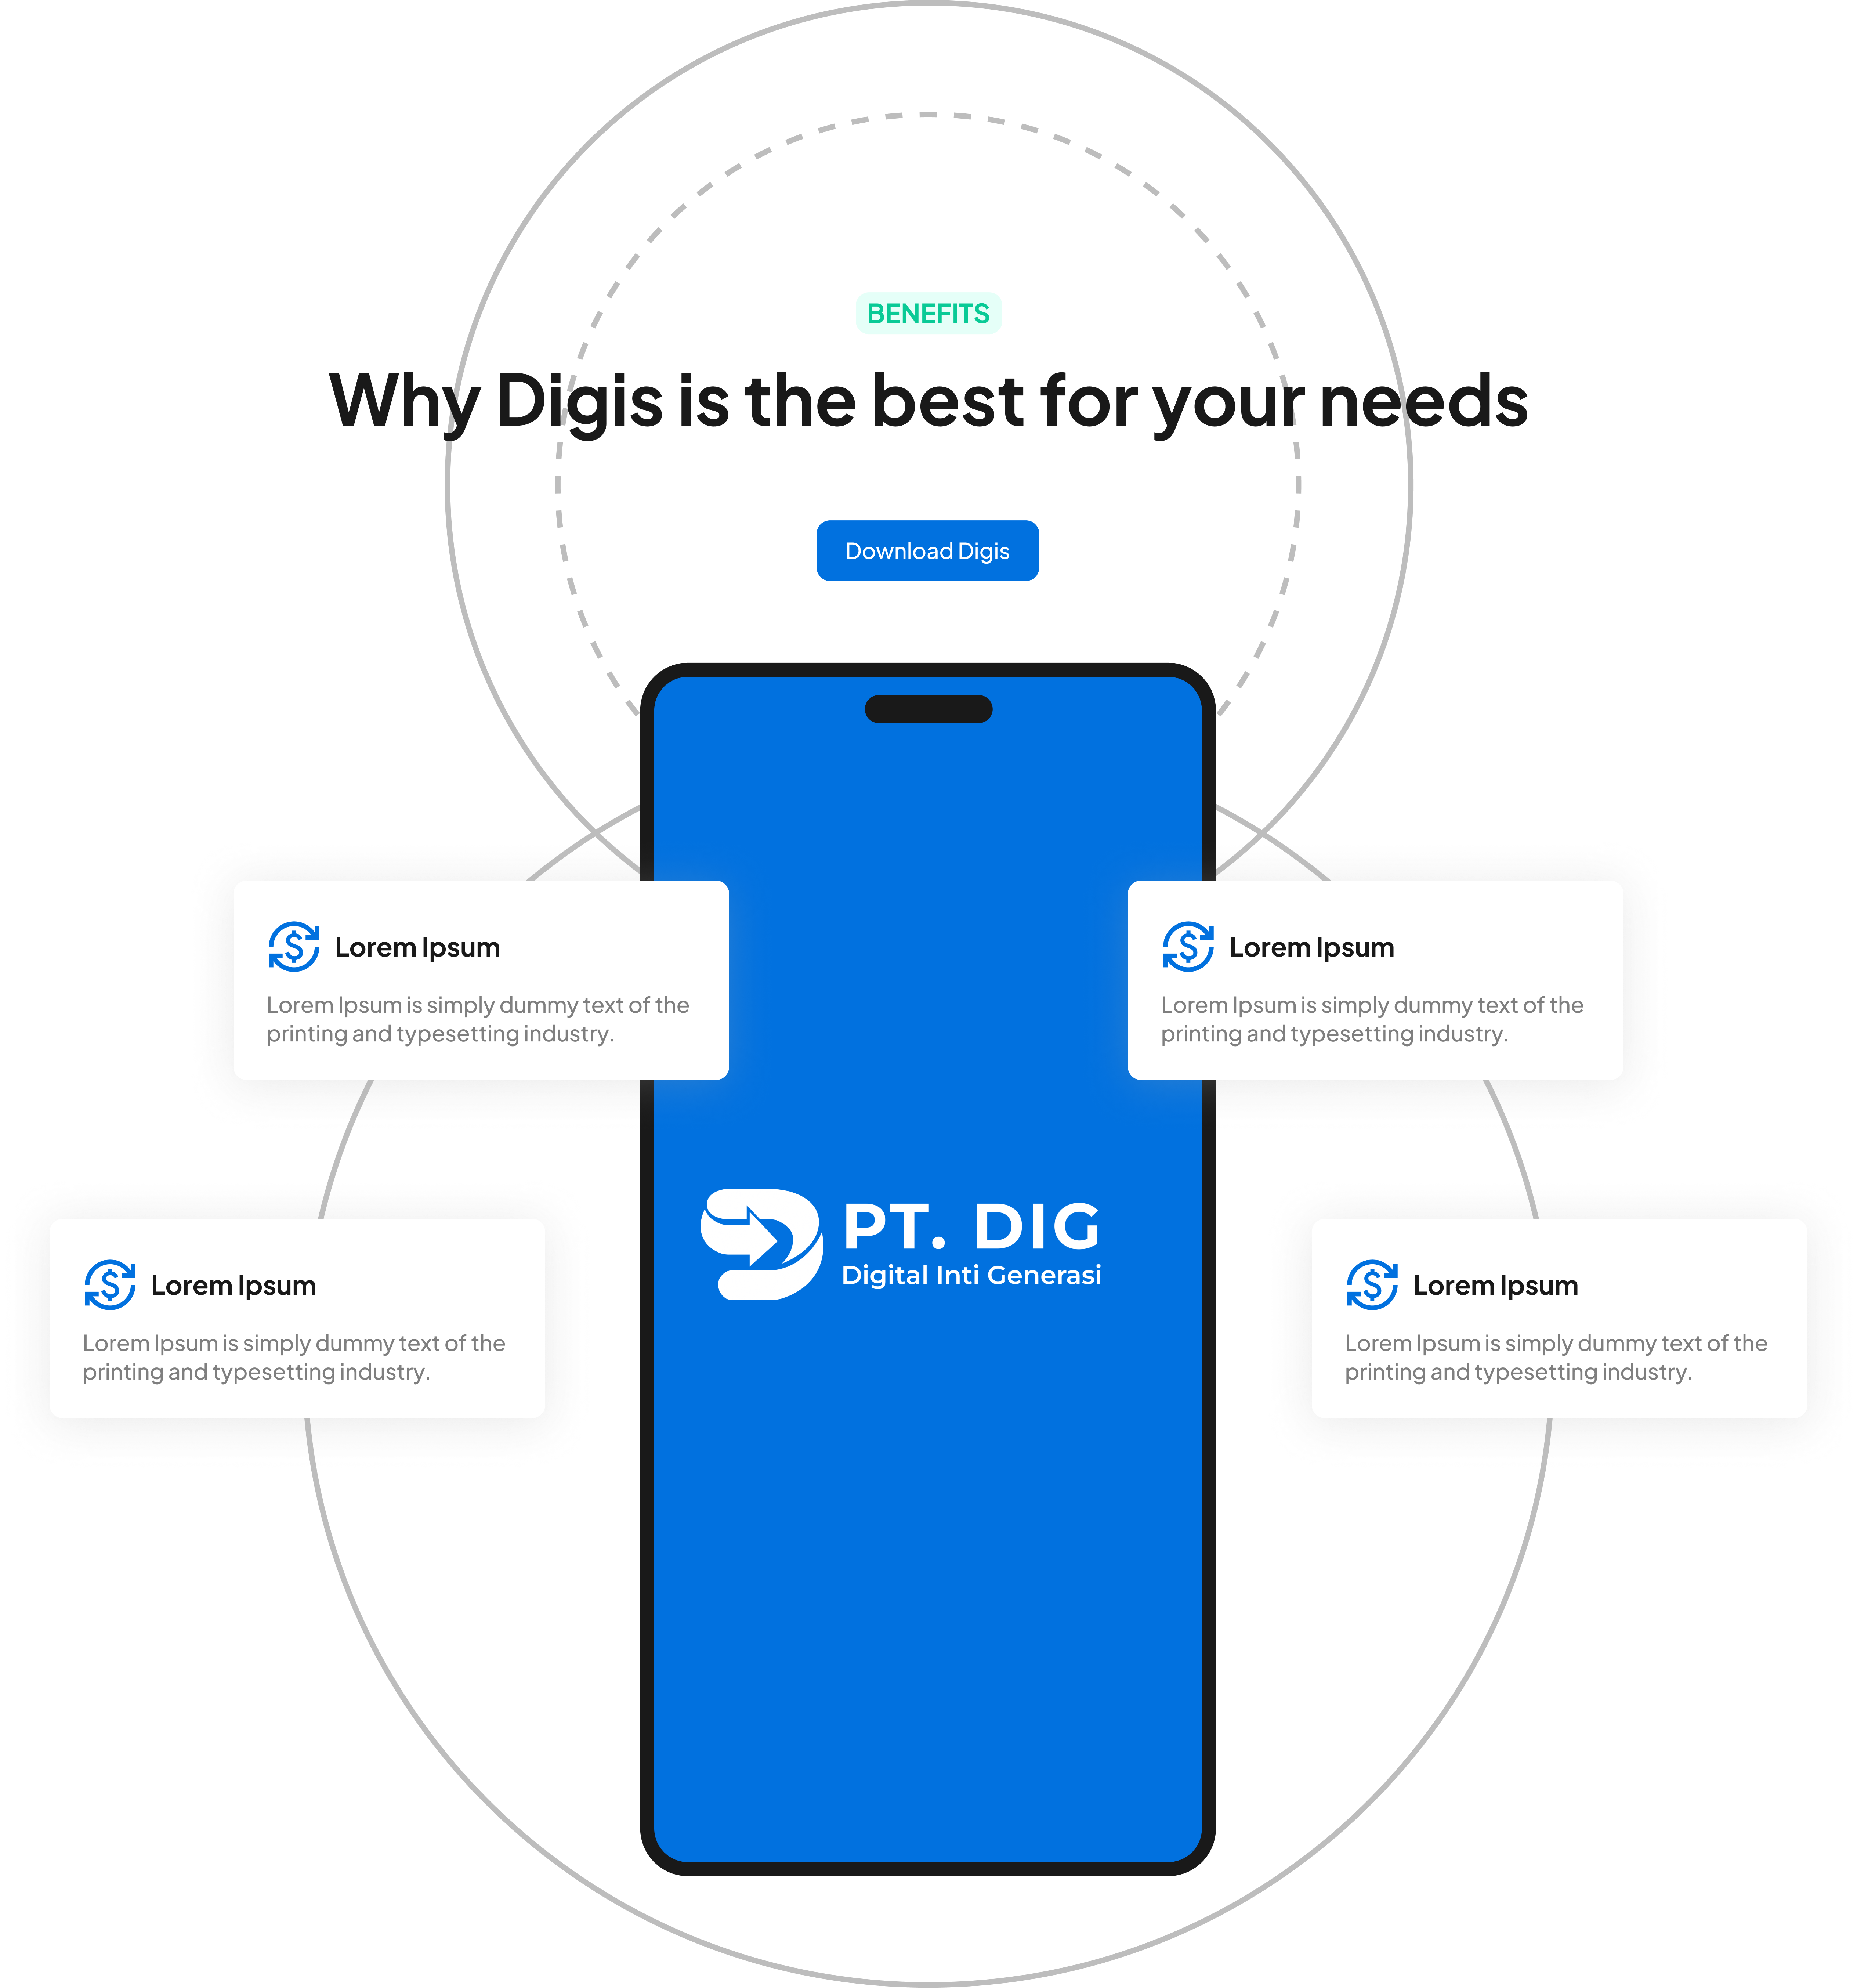 BENEFITS
Why Digis is the best for your needs
Download Digis
Lorem Ipsum
Lorem Ipsum is simply dummy text of the
printing and typesetting industry.
Lorem Ipsum
Lorem Ipsum is simply dummy text of the
printing and typesetting industry.
PT. DIG
Digital Inti Generasi
Lorem Ipsum
Lorem Ipsum is simply dummy text of the
printing and typesetting industry.
Lorem Ipsum
Lorem Ipsum is simply dummy text of the
printing and typesetting industry.